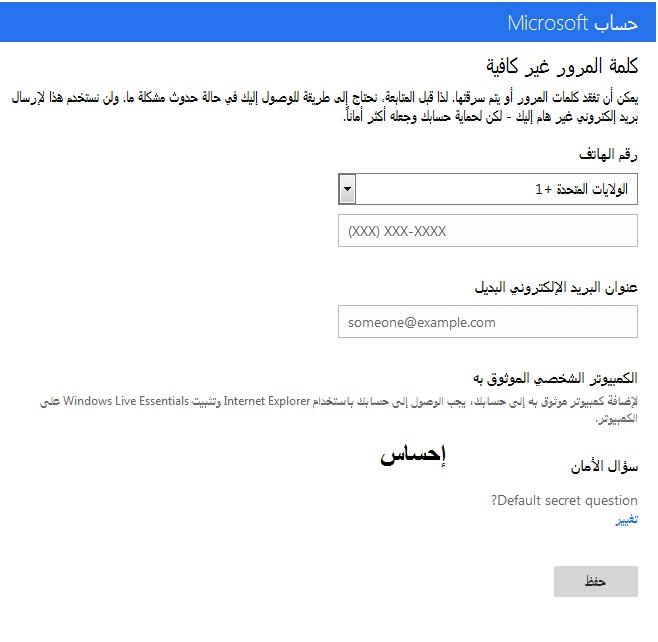 حساب Microsoft
كلمة المرور غير كافية
يمكن أن تفقد كلمات المرور أو يتم سرقتها. لذا قبل المتابعة، نحتاج إلى طريقة للوصول إليك في حالة حدوث مشكلة ما. ولن نستخدم هذا لإرسال
بريد إلكتروني غير هام إليك - لكن لحماية حسابك وجعله أكثر أماناً.
رقم الهاتف
الولايات المتحدة +1
(XXX) XXX-XXXX
عنوان البريد الإلكتروني البديل
someone@example.com
الكمبيوتر الشخصي الموثوق به
لإضافة كمبيوتر موثوق به إلى حسابك، يجب الوصول إلى حسابك باستخدام Internet Explorer وتثبيت Windows Live Essentials على
الكمبيوتر.
إحساس
سؤال الأمان
?Default secret question
تغيير
حفظ